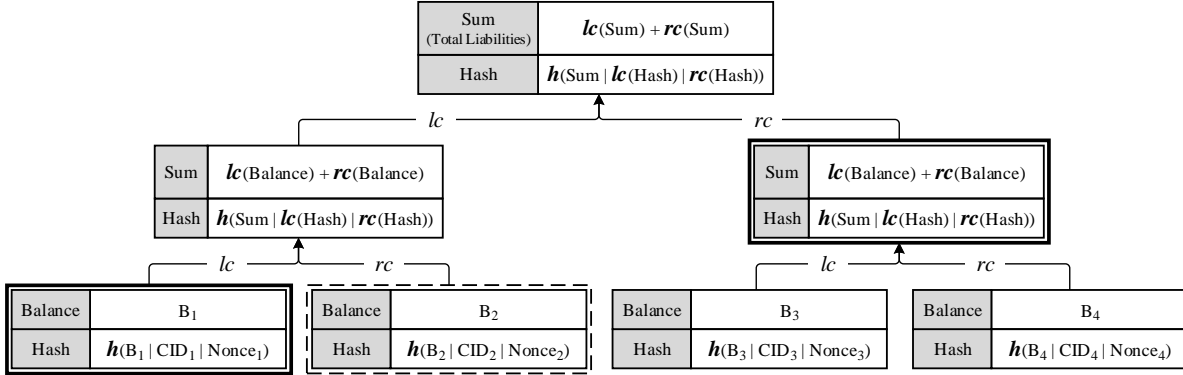 Sum
(Total Liabilities)
lc(Sum) + rc(Sum)
Hash
h(Sum | lc(Hash) | rc(Hash))
lc
rc
Sum
lc(Balance) + rc(Balance)
Hash
h(Sum | lc(Hash) | rc(Hash))
Sum
lc(Balance) + rc(Balance)
Hash
h(Sum | lc(Hash) | rc(Hash))
lc
rc
lc
rc
Balance
B₁
Hash
h(B₁ | CID₁ | Nonce₁)
Balance
B₂
Hash
h(B₂ | CID₂ | Nonce₂)
Balance
B₃
Hash
h(B₃ | CID₃ | Nonce₃)
Balance
B₄
Hash
h(B₄ | CID₄ | Nonce₄)